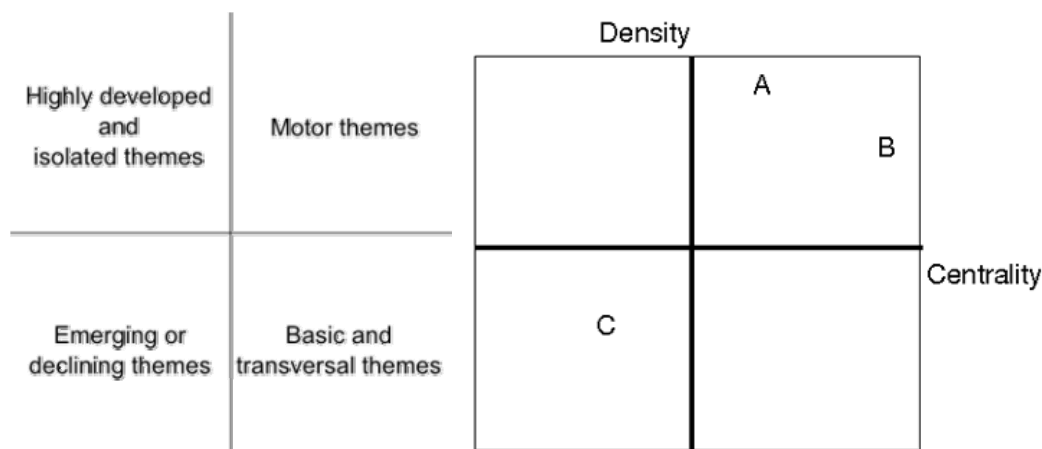 Highly developed
and
isolated themes
Motor themes
Emerging or
declining themes
Basic and
transversal themes
Density
A
B
Centrality
C